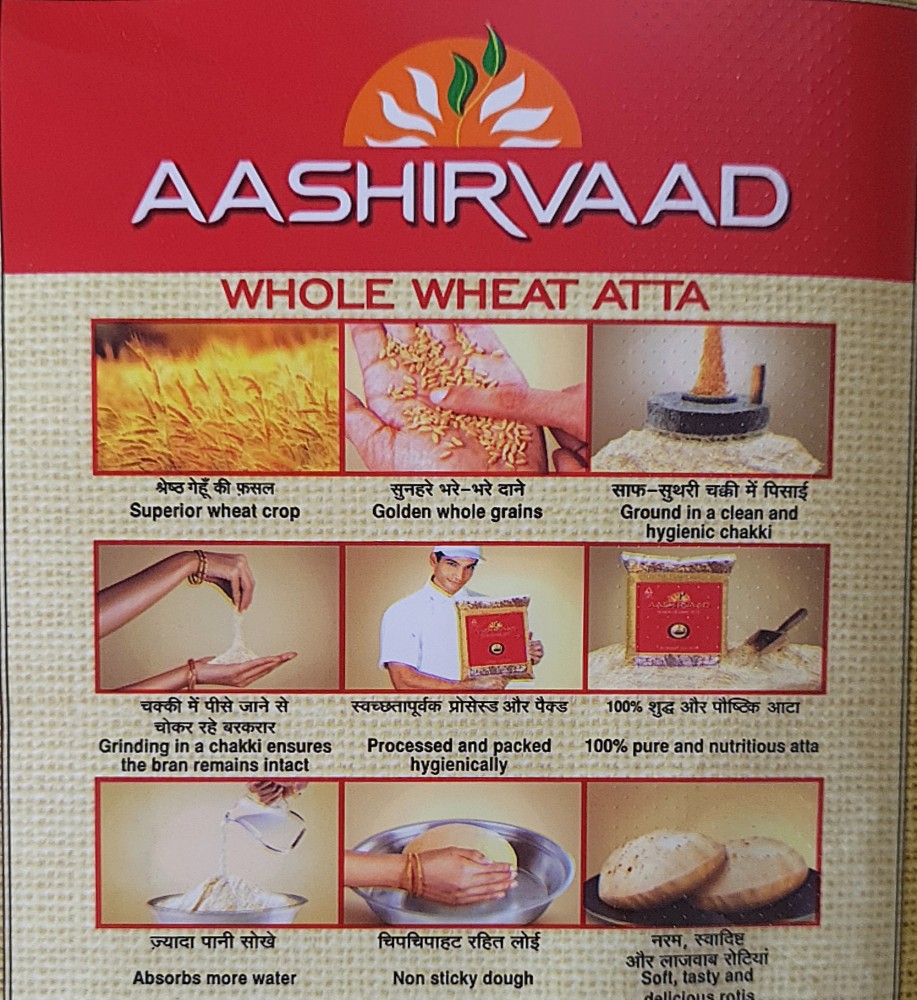 AASHIRVAAD
WHOLE WHEAT ATTA
श्रेष्ठ गेहूँ की फ़सल
Superior wheat crop
सुनहरे भरे-भरे दाने
Golden whole grains
साफ-सुथरी चक्की में पिसाई
Ground in a clean and
hygienic chakki
चक्की में पीसे जाने से
चोकर रहे बरकरार
Grinding in a chakki ensures
the bran remains intact
स्वच्छतापूर्वक प्रोसेस्ड और पैक्ड
Processed and packed
hygienically
AASHIRVAAD
100% शुद्ध और पौष्टिक आटा
100% pure and nutritious atta
ज़्यादा पानी सोखे
Absorbs more water
चिपचिपाहट रहित लोई
Non sticky dough
नरम, स्वादिष्ट
और लाजवाब रोटियां
Soft, tasty and
delicious rotis